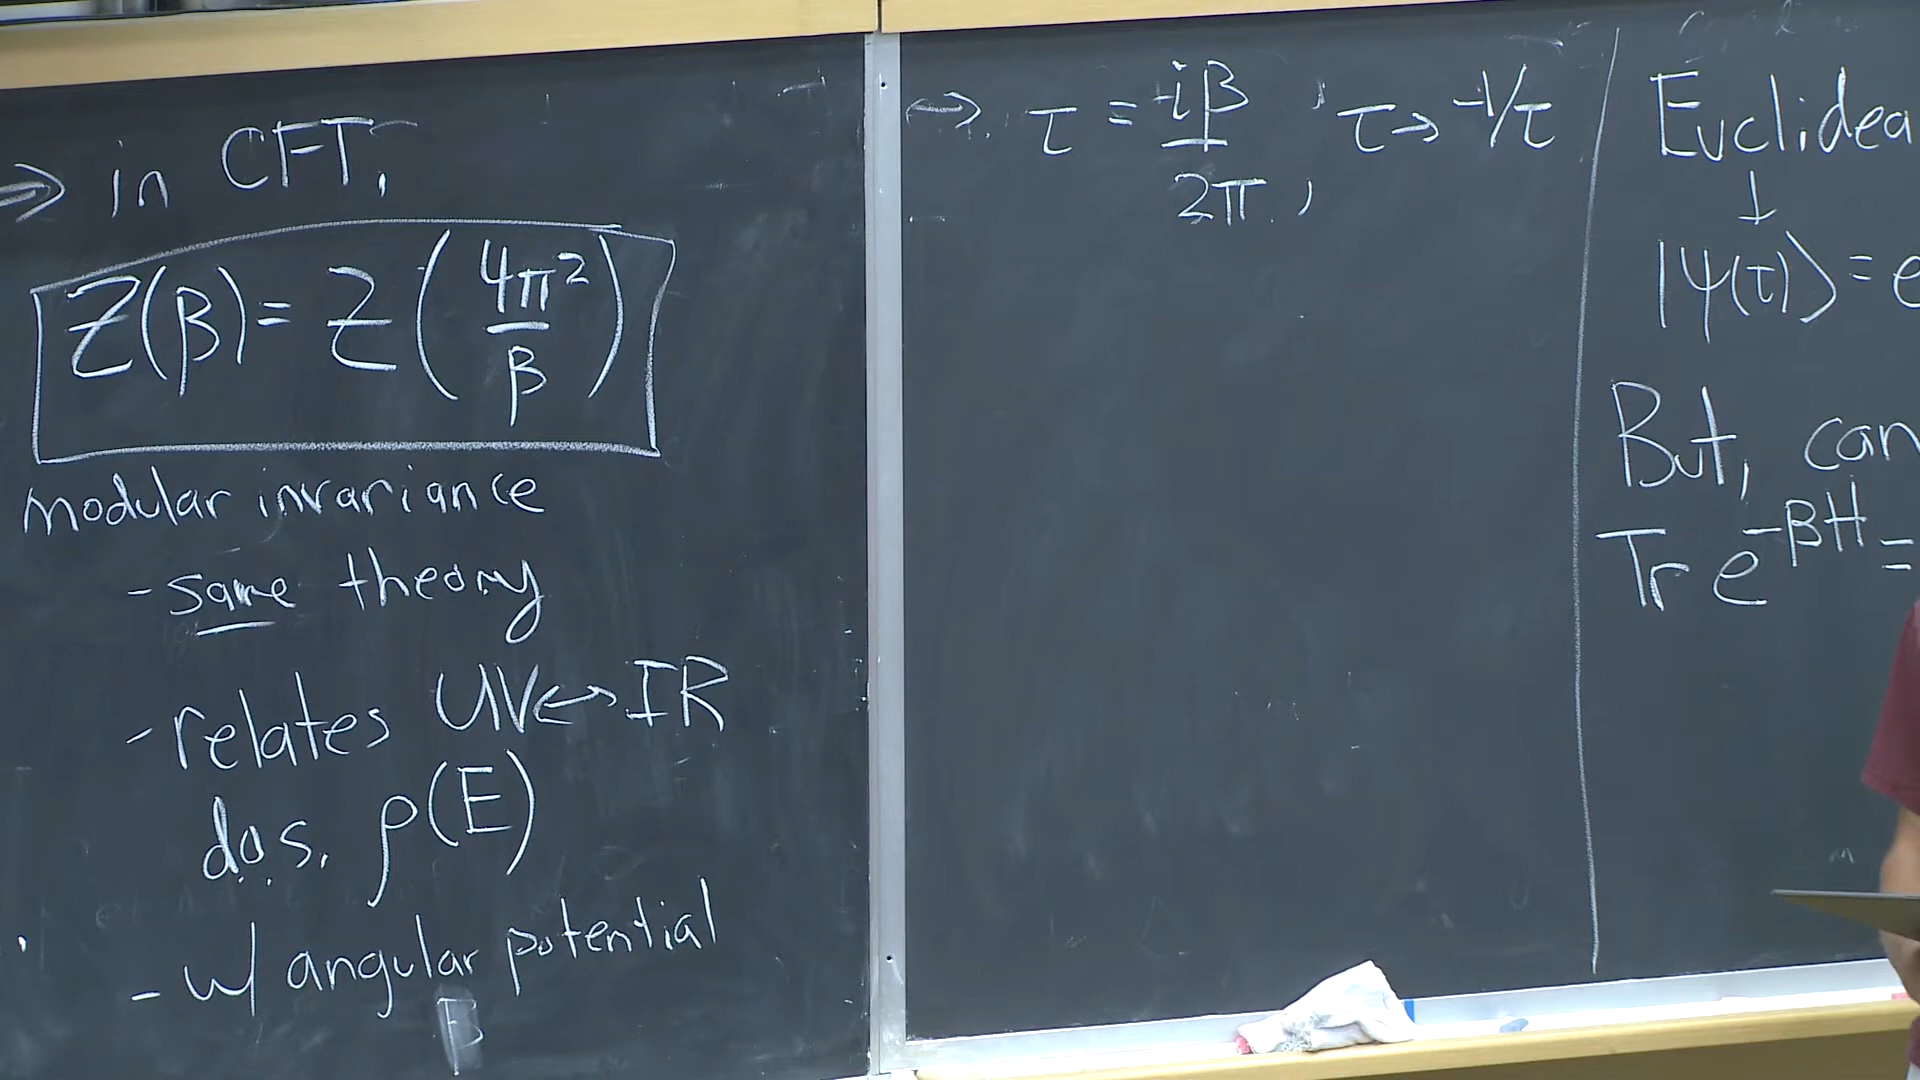 ⇒ in CFT,
Z(β) = Z(4π²/β)
modular invariance
- same theory
- relates UV↔IR
d.o.s. ρ(E)
- w/ angular potential
↔ τ = -iβ/2π, τ → -1/τ
Euclidea
↓
|ψ(τ)⟩ = e
But, can
Tr e^{-βH} =